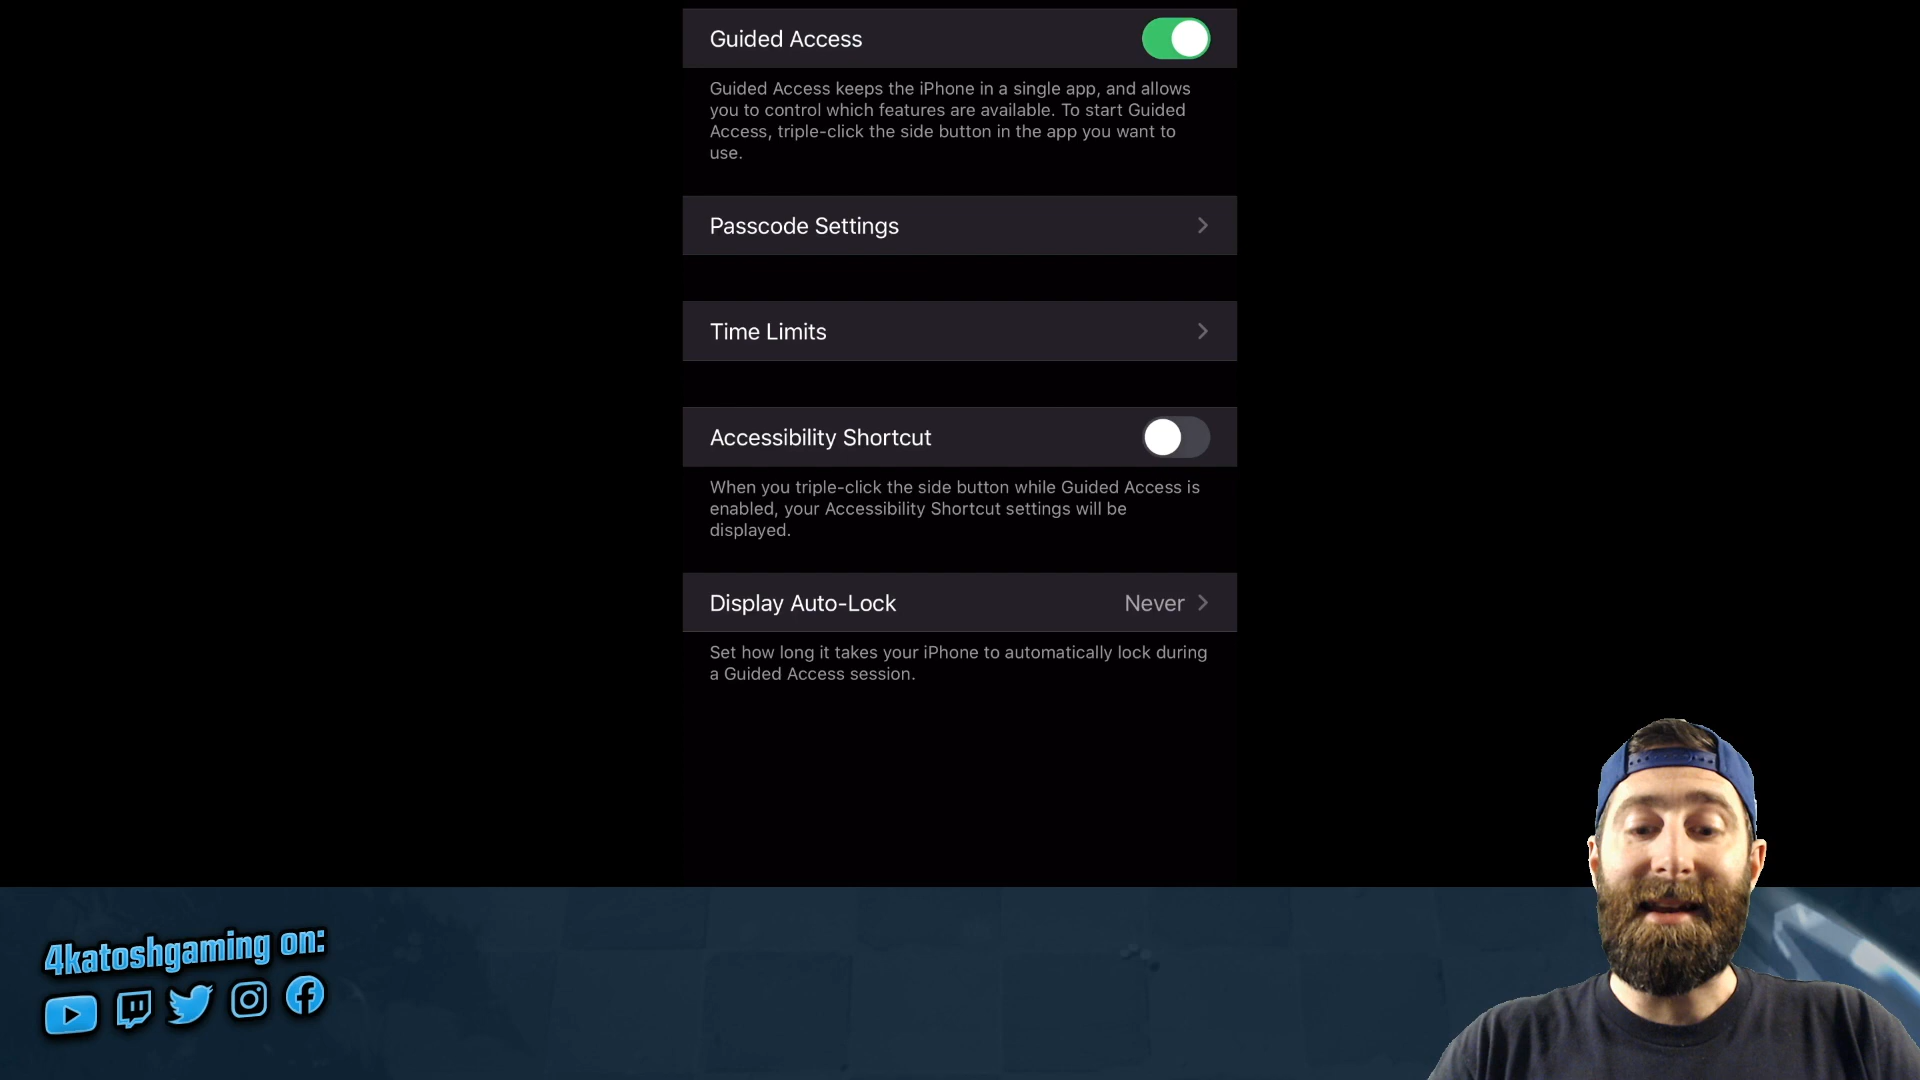 Guided Access
Guided Access keeps the iPhone in a single app, and allows
you to control which features are available. To start Guided
Access, triple-click the side button in the app you want to
use.
Passcode Settings
Time Limits
Accessibility Shortcut
When you triple-click the side button while Guided Access is
enabled, your Accessibility Shortcut settings will be
displayed.
Display Auto-Lock Never
Set how long it takes your iPhone to automatically lock during
a Guided Access session.
4katoshgaming on: